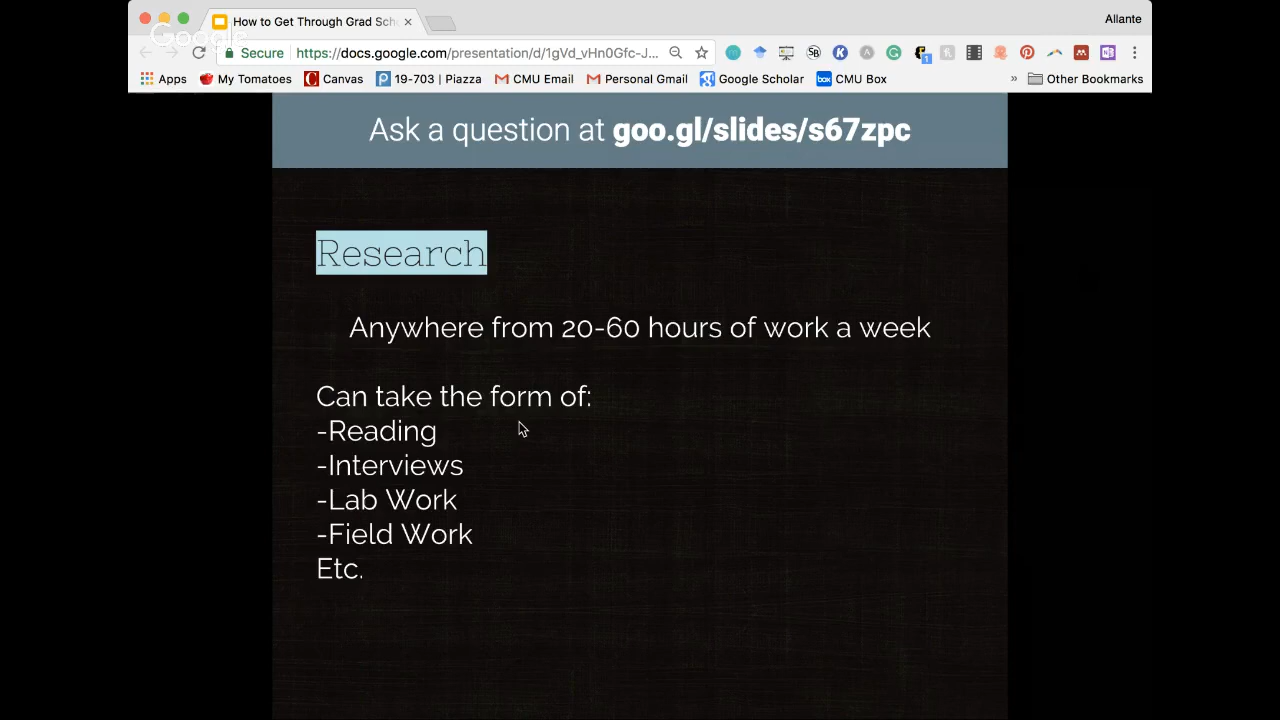 How to Get Through Grad Scho
Allante
Google
Secure
https://docs.google.com/presentation/d/1gVd_vHn0Gfc-J...
Apps
My Tomatoes
Canvas
19-703 | Piazza
CMU Email
Personal Gmail
Google Scholar
CMU Box
»
Other Bookmarks
Ask a question at goo.gl/slides/s67zpc
Research
Anywhere from 20-60 hours of work a week
Can take the form of:
-Reading
-Interviews
-Lab Work
-Field Work
Etc.